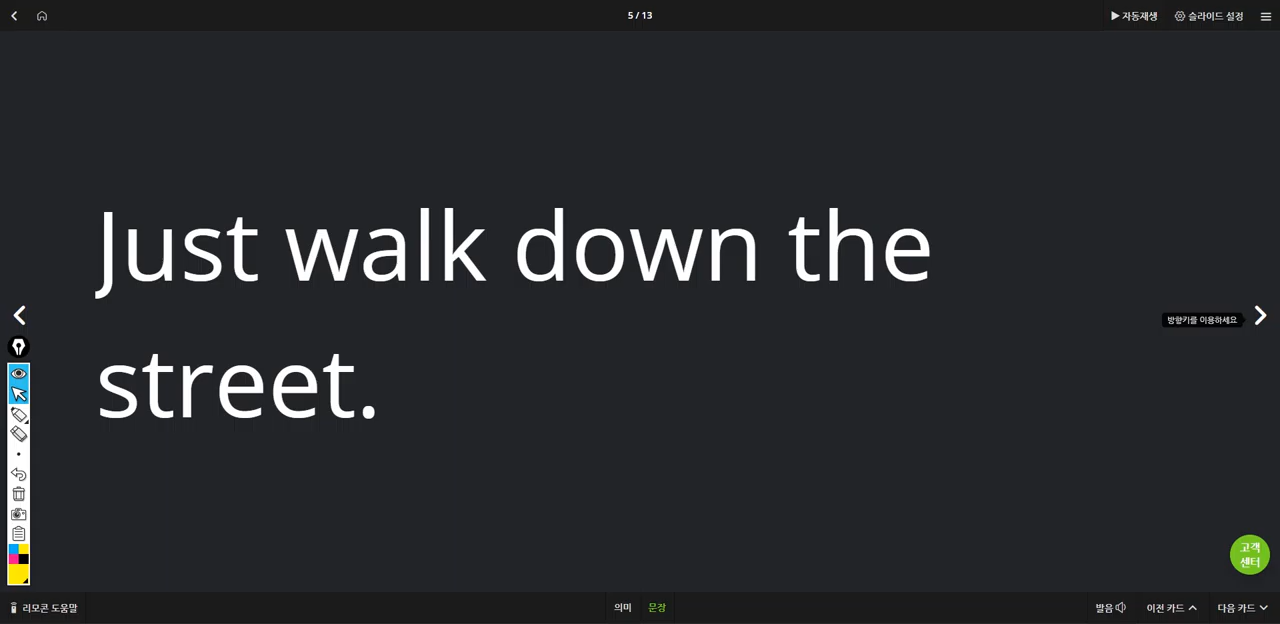 5 / 13
자동재생
슬라이드 설정
Just walk down the
street.
방향키를 이용하세요
고객
센터
리모콘 도움말
의미
문장
발음
이전 카드
다음 카드